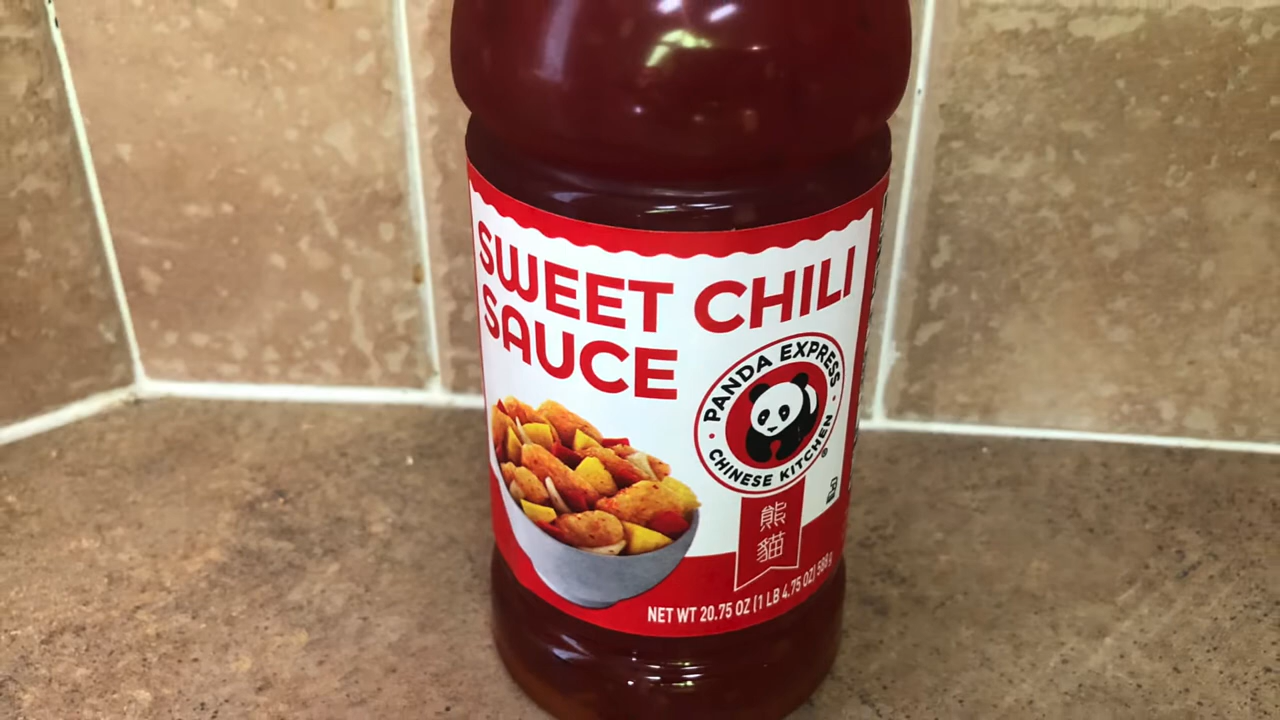 SWEET CHILI
SAUCE
PANDA EXPRESS
CHINESE KITCHEN
®
熊
貓
NET WT 20.75 OZ (1 LB 4.75 OZ) 588g